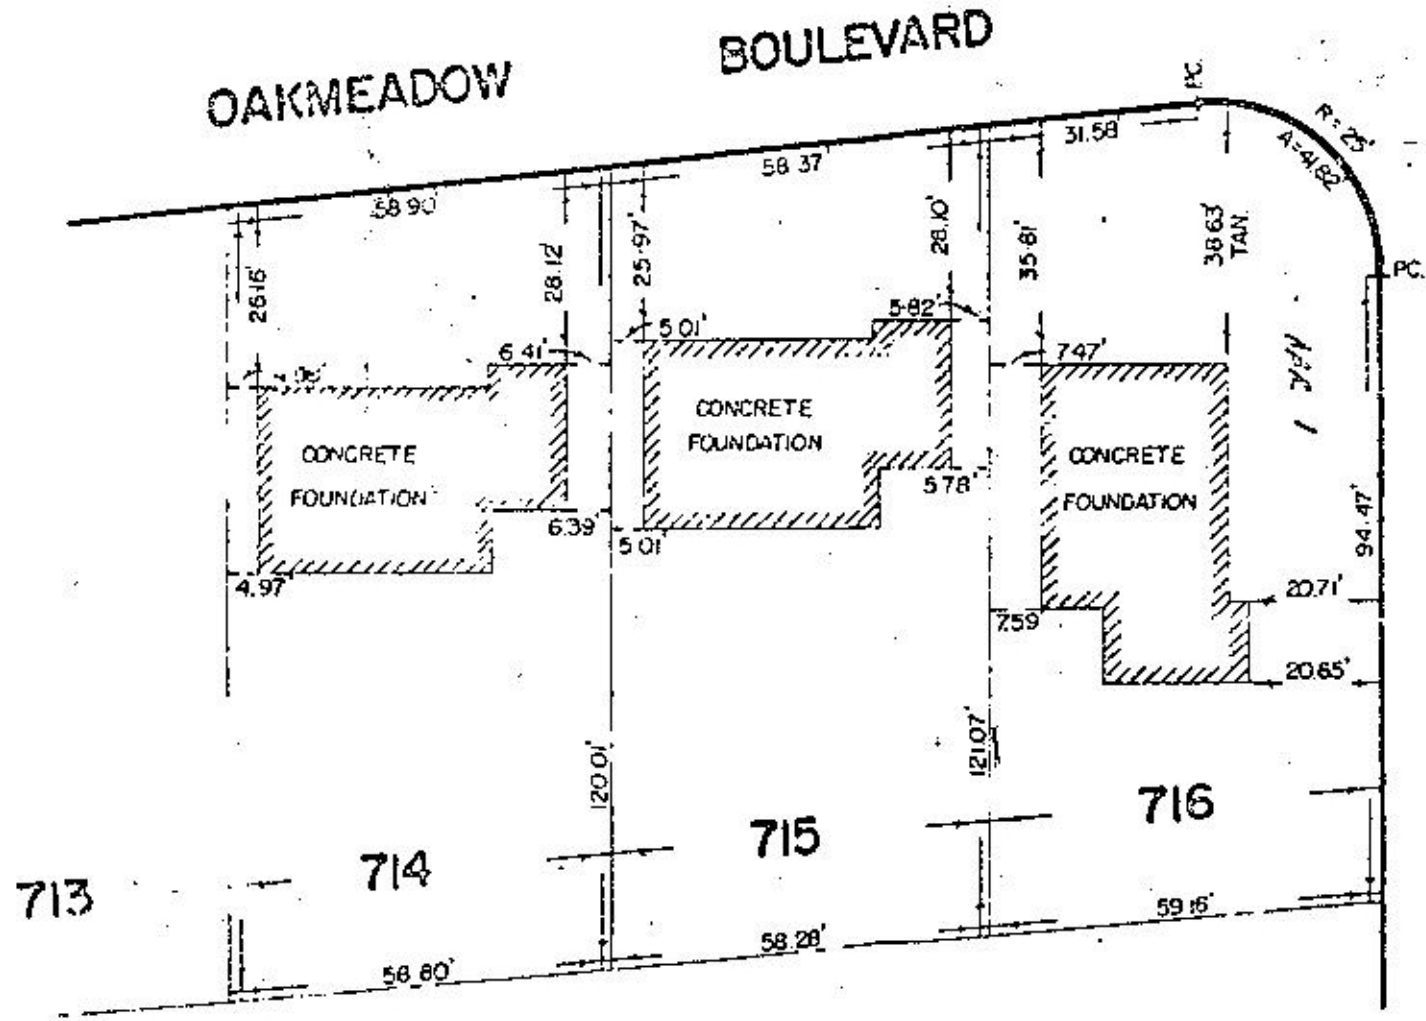 OAKMEADOW BOULEVARD
P.C.
R = 25'
A=41.82'
31.58'
58.37'
58.90'
26.16'
28.12'
25.97'
28.10'
35.81'
38.63'
TAN.
P.C.
5.82'
5.01'
6.41'
7.47'
CONCRETE
FOUNDATION
CONCRETE
FOUNDATION
CONCRETE
FOUNDATION
94.47'
5.78'
6.39'
5.01'
4.97'
20.71'
7.59
20.65'
120.01'
121.07'
716
715
714
713
59.16'
58.28'
58.80'